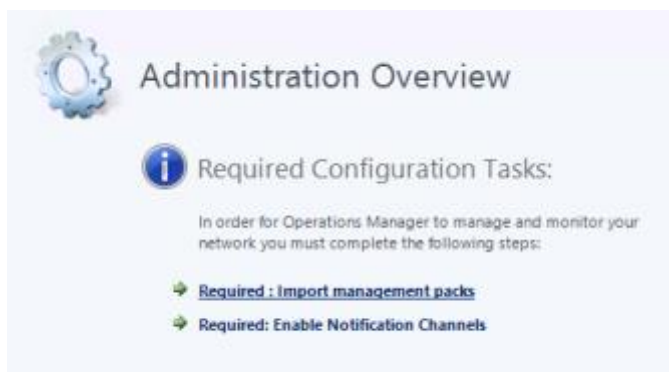 Administration Overview
Required Configuration Tasks:
In order for Operations Manager to manage and monitor your
network you must complete the following steps:
Required : Import management packs
Required: Enable Notification Channels